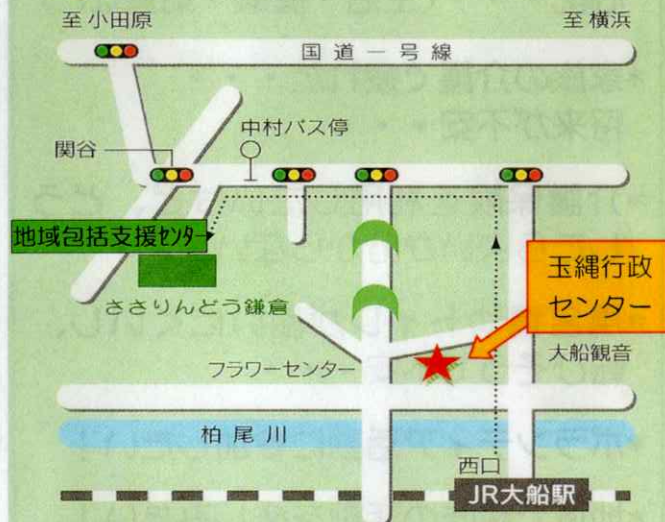 至 小田原
至 横浜
国道一号線
中村バス停
関谷
地域包括支援ｾﾝﾀｰ
ささりんどう鎌倉
玉縄行政
センター
大船観音
フラワーセンター
柏尾川
西口
JR大船駅